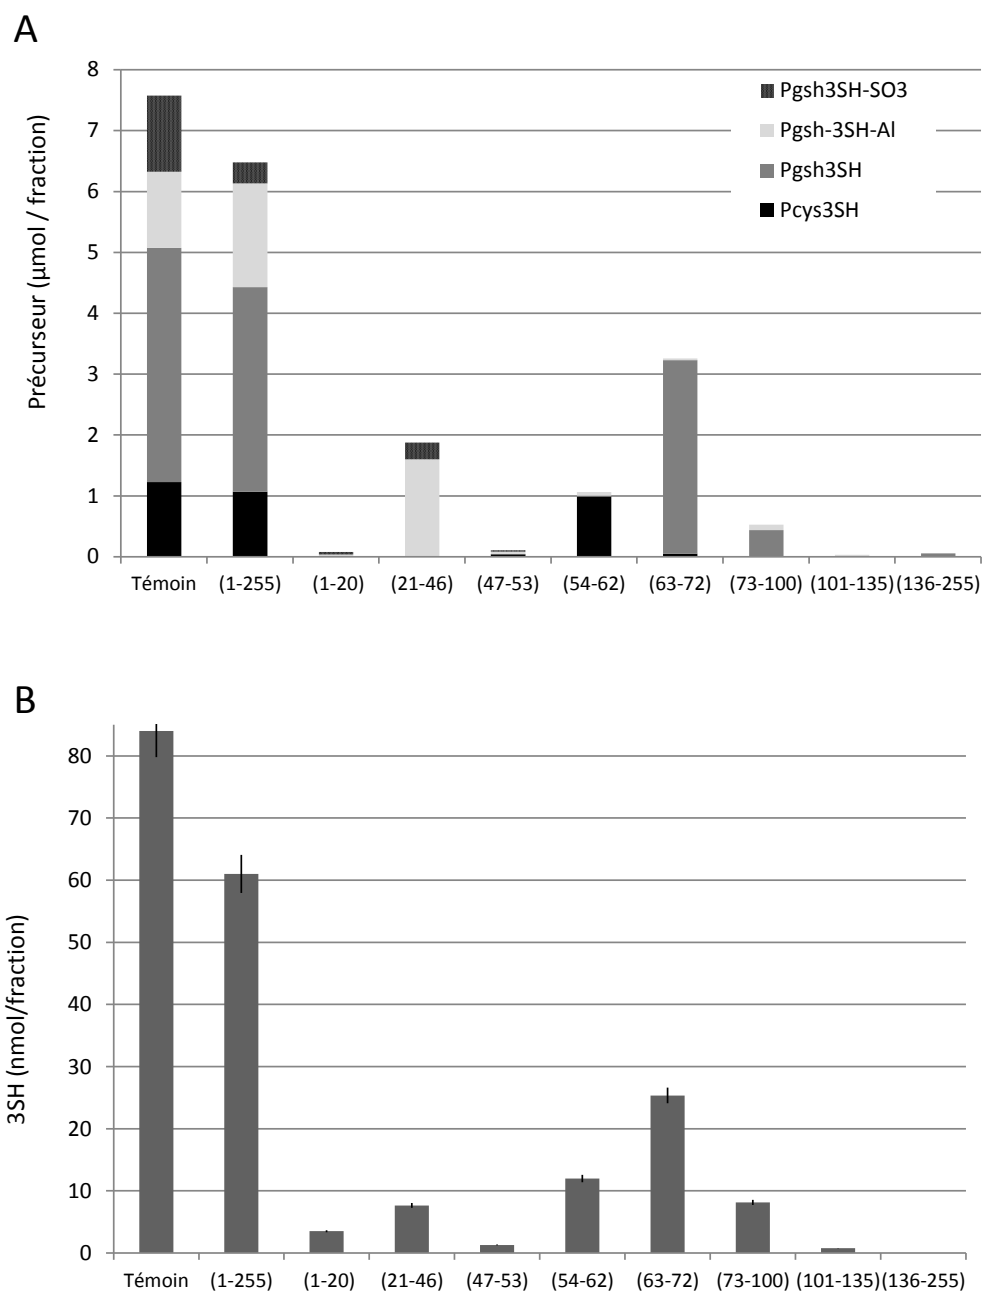 A
Précurseur (µmol / fraction)
8
7
6
5
4
3
2
1
0
Pgsh3SH-SO3
Pgsh-3SH-Al
Pgsh3SH
Pcys3SH
Témoin (1-255) (1-20) (21-46) (47-53) (54-62) (63-72) (73-100) (101-135) (136-255)
B
3SH (nmol/fraction)
80
70
60
50
40
30
20
10
0
Témoin (1-255) (1-20) (21-46) (47-53) (54-62) (63-72) (73-100) (101-135) (136-255)